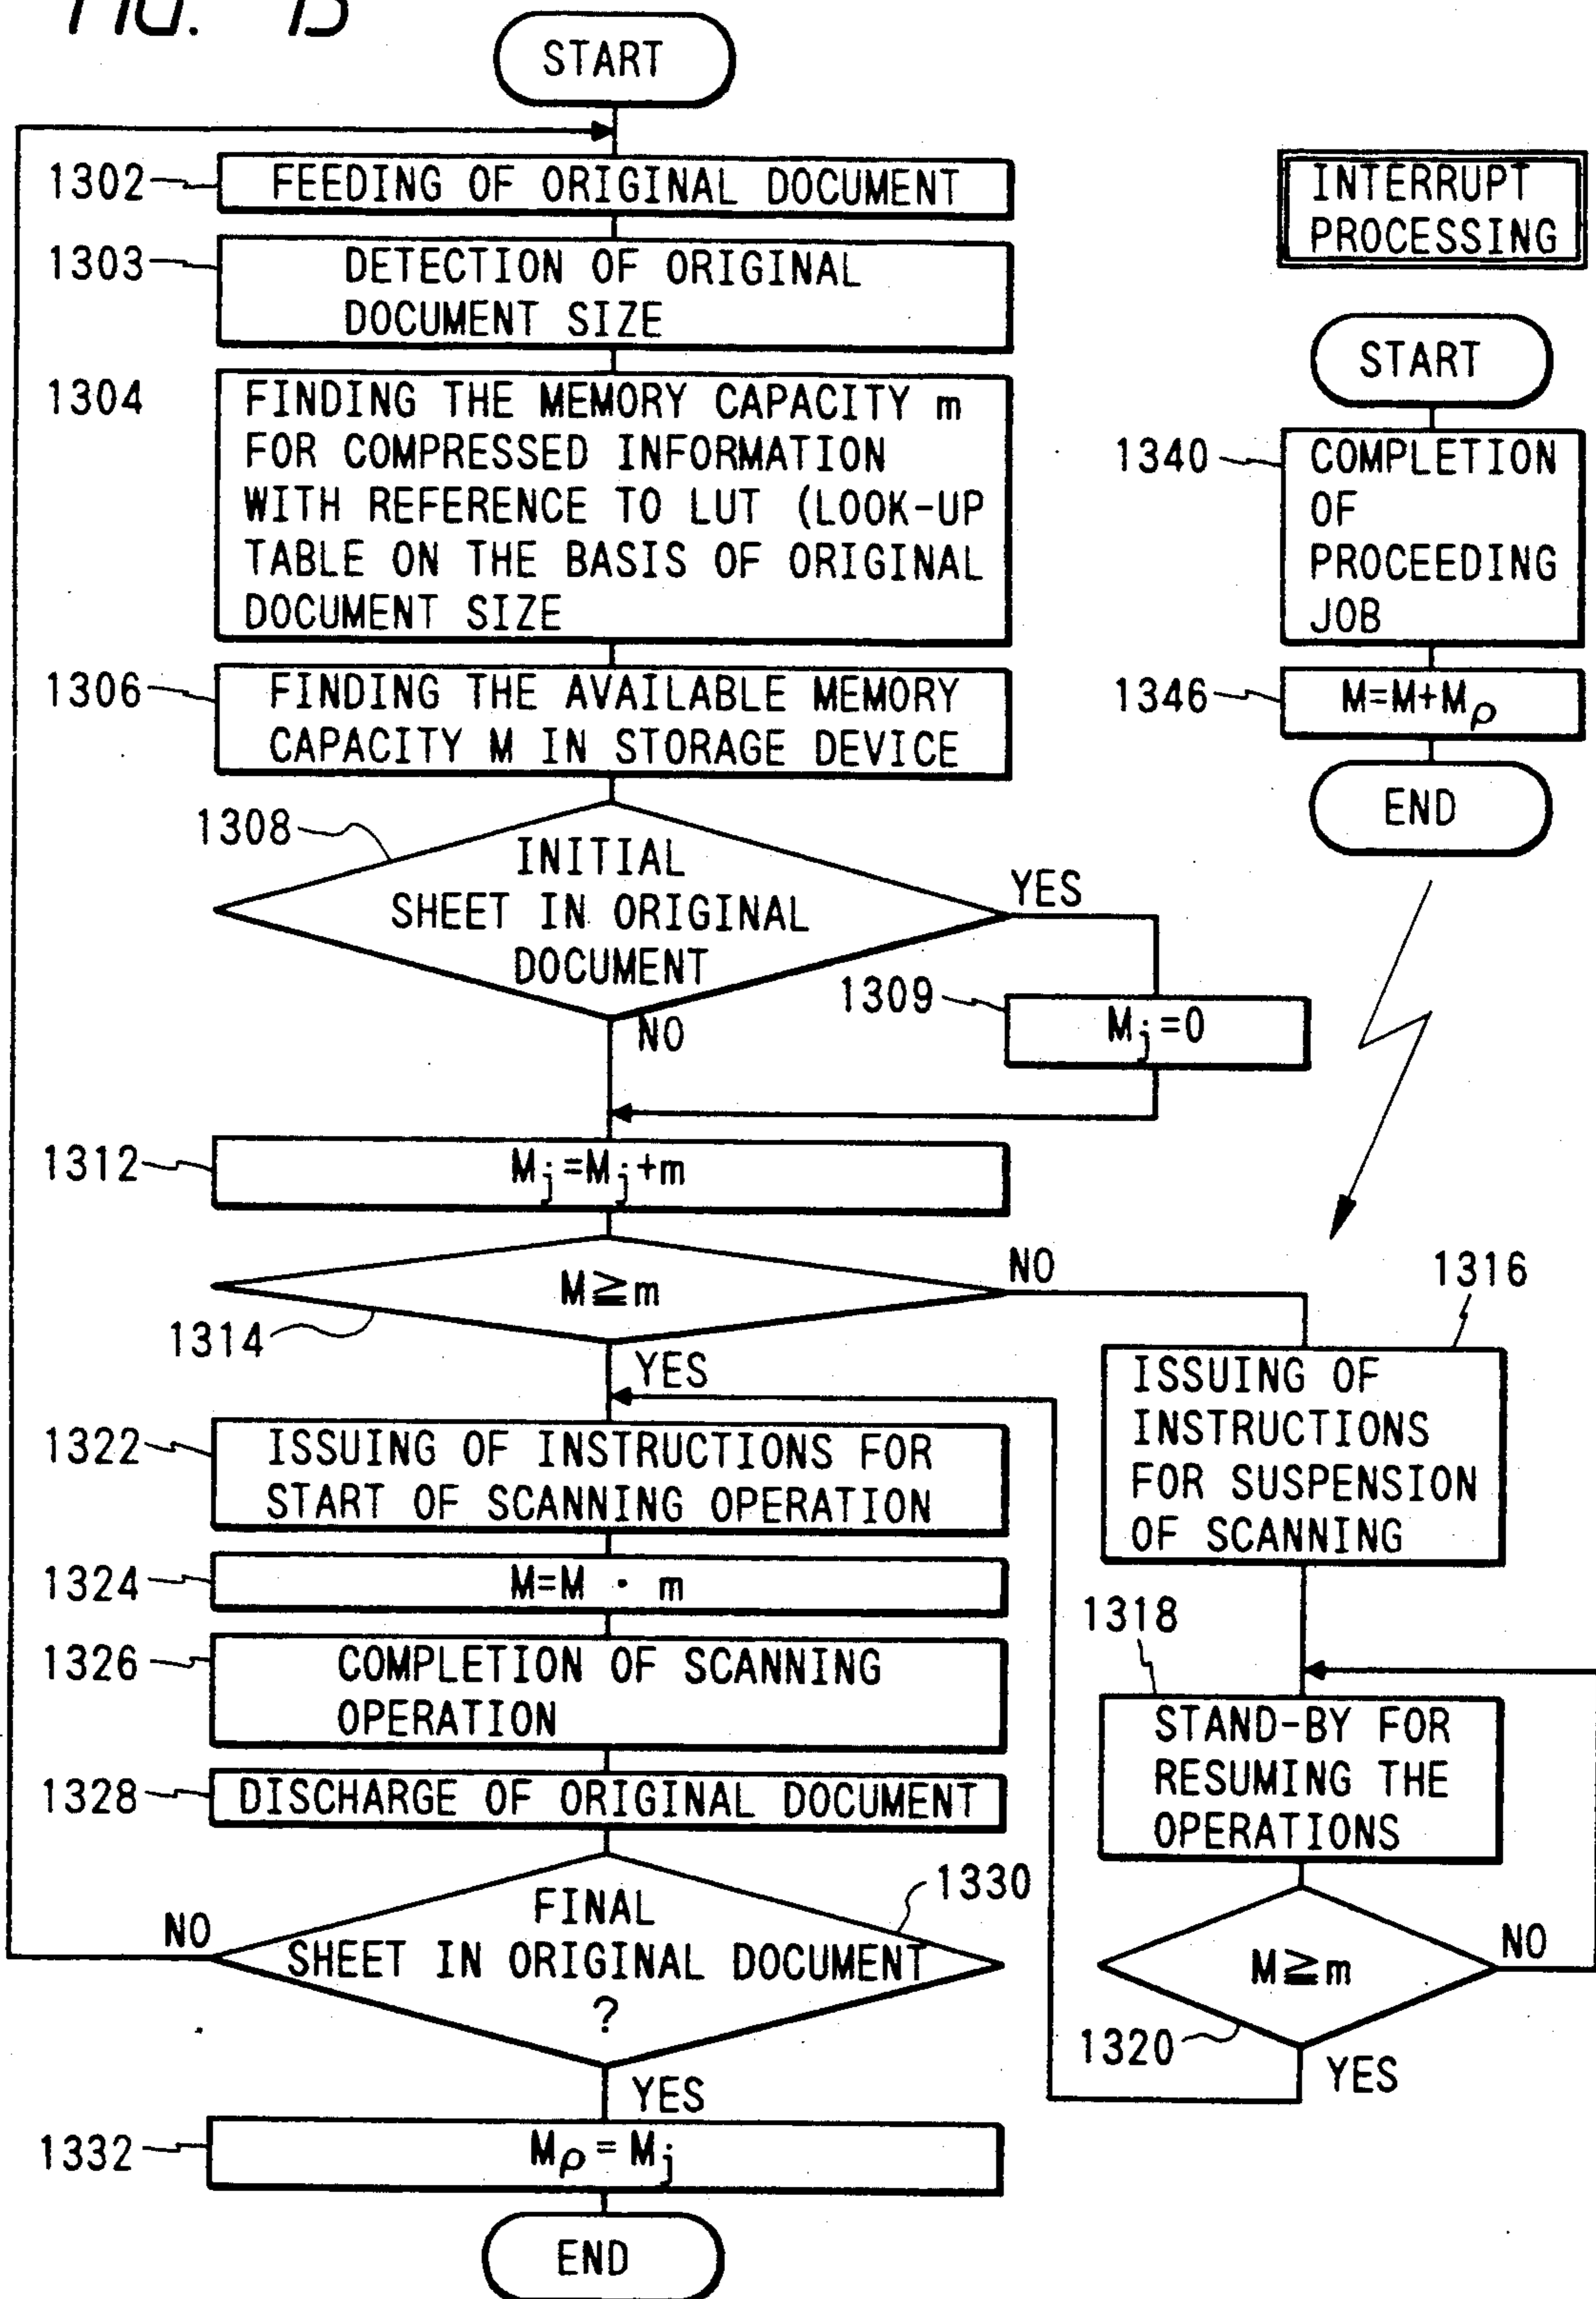 FIG. 13
START
1302
FEEDING OF ORIGINAL DOCUMENT
1303
DETECTION OF ORIGINAL
DOCUMENT SIZE
1304
FINDING THE MEMORY CAPACITY m
FOR COMPRESSED INFORMATION
WITH REFERENCE TO LUT (LOOK-UP
TABLE ON THE BASIS OF ORIGINAL
DOCUMENT SIZE
1306
FINDING THE AVAILABLE MEMORY
CAPACITY M IN STORAGE DEVICE
1308
INITIAL
SHEET IN ORIGINAL
DOCUMENT
YES
NO
1309
Mj=0
1312
Mj=Mj+m
M≧m
NO
1314
YES
1316
ISSUING OF
INSTRUCTIONS
FOR SUSPENSION
OF SCANNING
1322
ISSUING OF INSTRUCTIONS FOR
START OF SCANNING OPERATION
1324
M=M · m
1326
COMPLETION OF SCANNING
OPERATION
1328
DISCHARGE OF ORIGINAL DOCUMENT
1318
STAND-BY FOR
RESUMING THE
OPERATIONS
M≧m
NO
1320
YES
1330
FINAL
SHEET IN ORIGINAL DOCUMENT
?
NO
YES
1332
Mρ=Mj
END
INTERRUPT
PROCESSING
START
1340
COMPLETION
OF
PROCEEDING
JOB
1346
M=M+Mρ
END